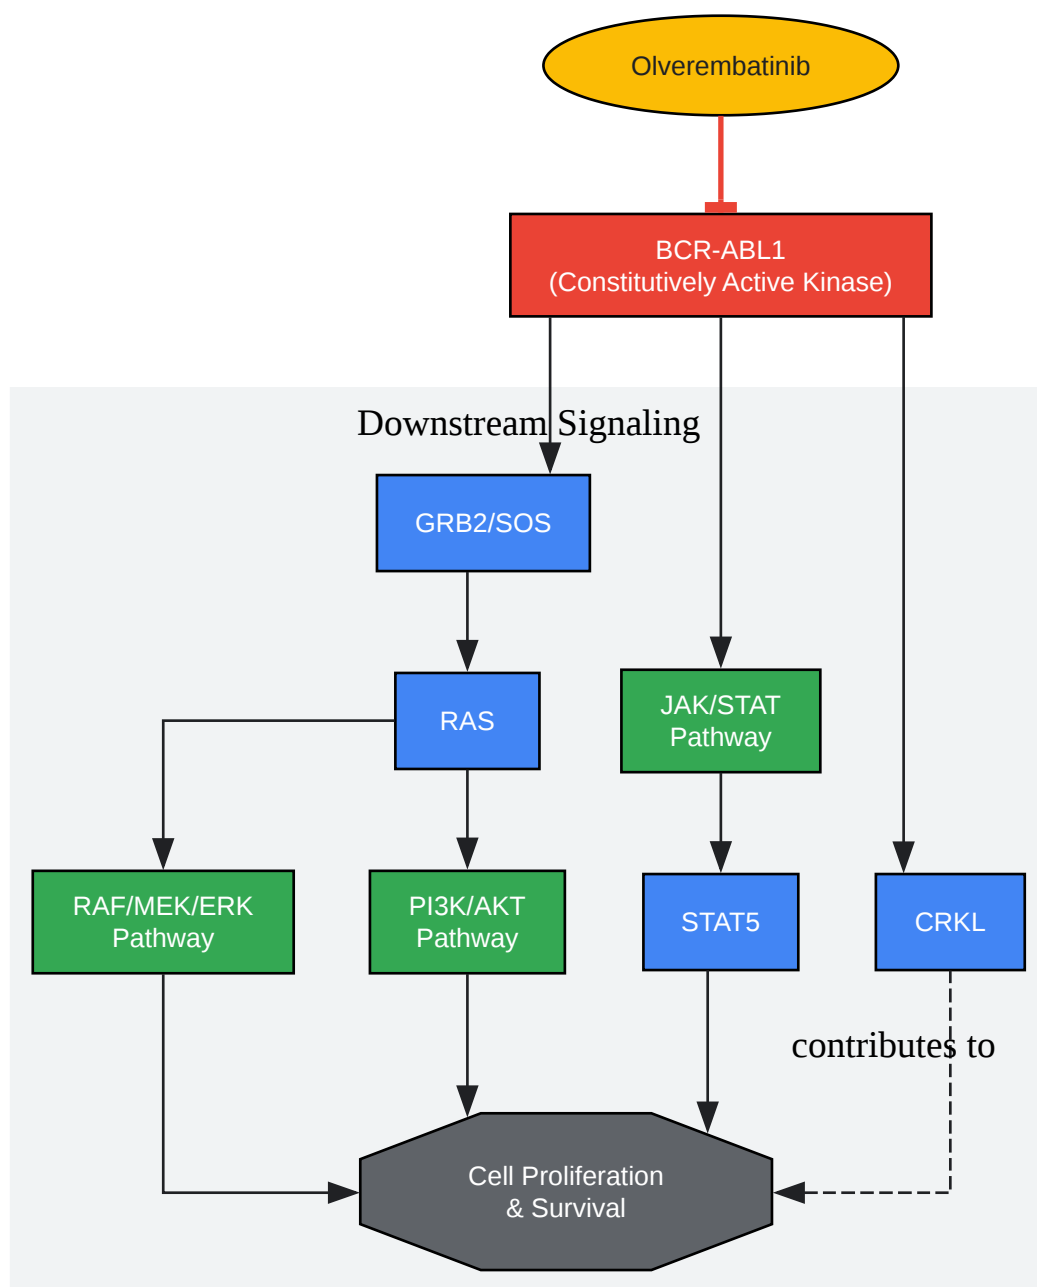 Olverembatinib
BCR-ABL1
(Constitutively Active Kinase)
Downstream Signaling
GRB2/SOS
RAS
JAK/STAT
Pathway
RAF/MEK/ERK
Pathway
PI3K/AKT
Pathway
STAT5
CRKL
contributes to
Cell Proliferation
& Survival